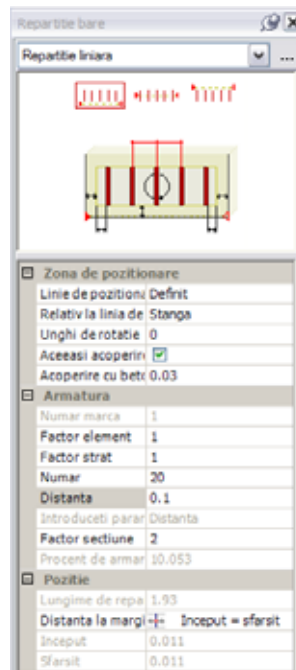 Repartitie bare
Repartitie liniara
...
Zona de pozitionare
Linie de pozitiona Definit
Relativ la linia de Stanga
Unghi de rotatie 0
Aceeasi acoperire
Acoperire cu beto 0.03
Armatura
Numar marca 1
Factor element 1
Factor strat 1
Numar 20
Distanta 0.1
Introduceti paran Distanta
Factor sectiune 2
Procent de armar 10.053
Pozitie
Lungime de repa 1.93
Distanta la margi Inceput = sfarsit
Inceput 0.011
Sfarsit 0.011